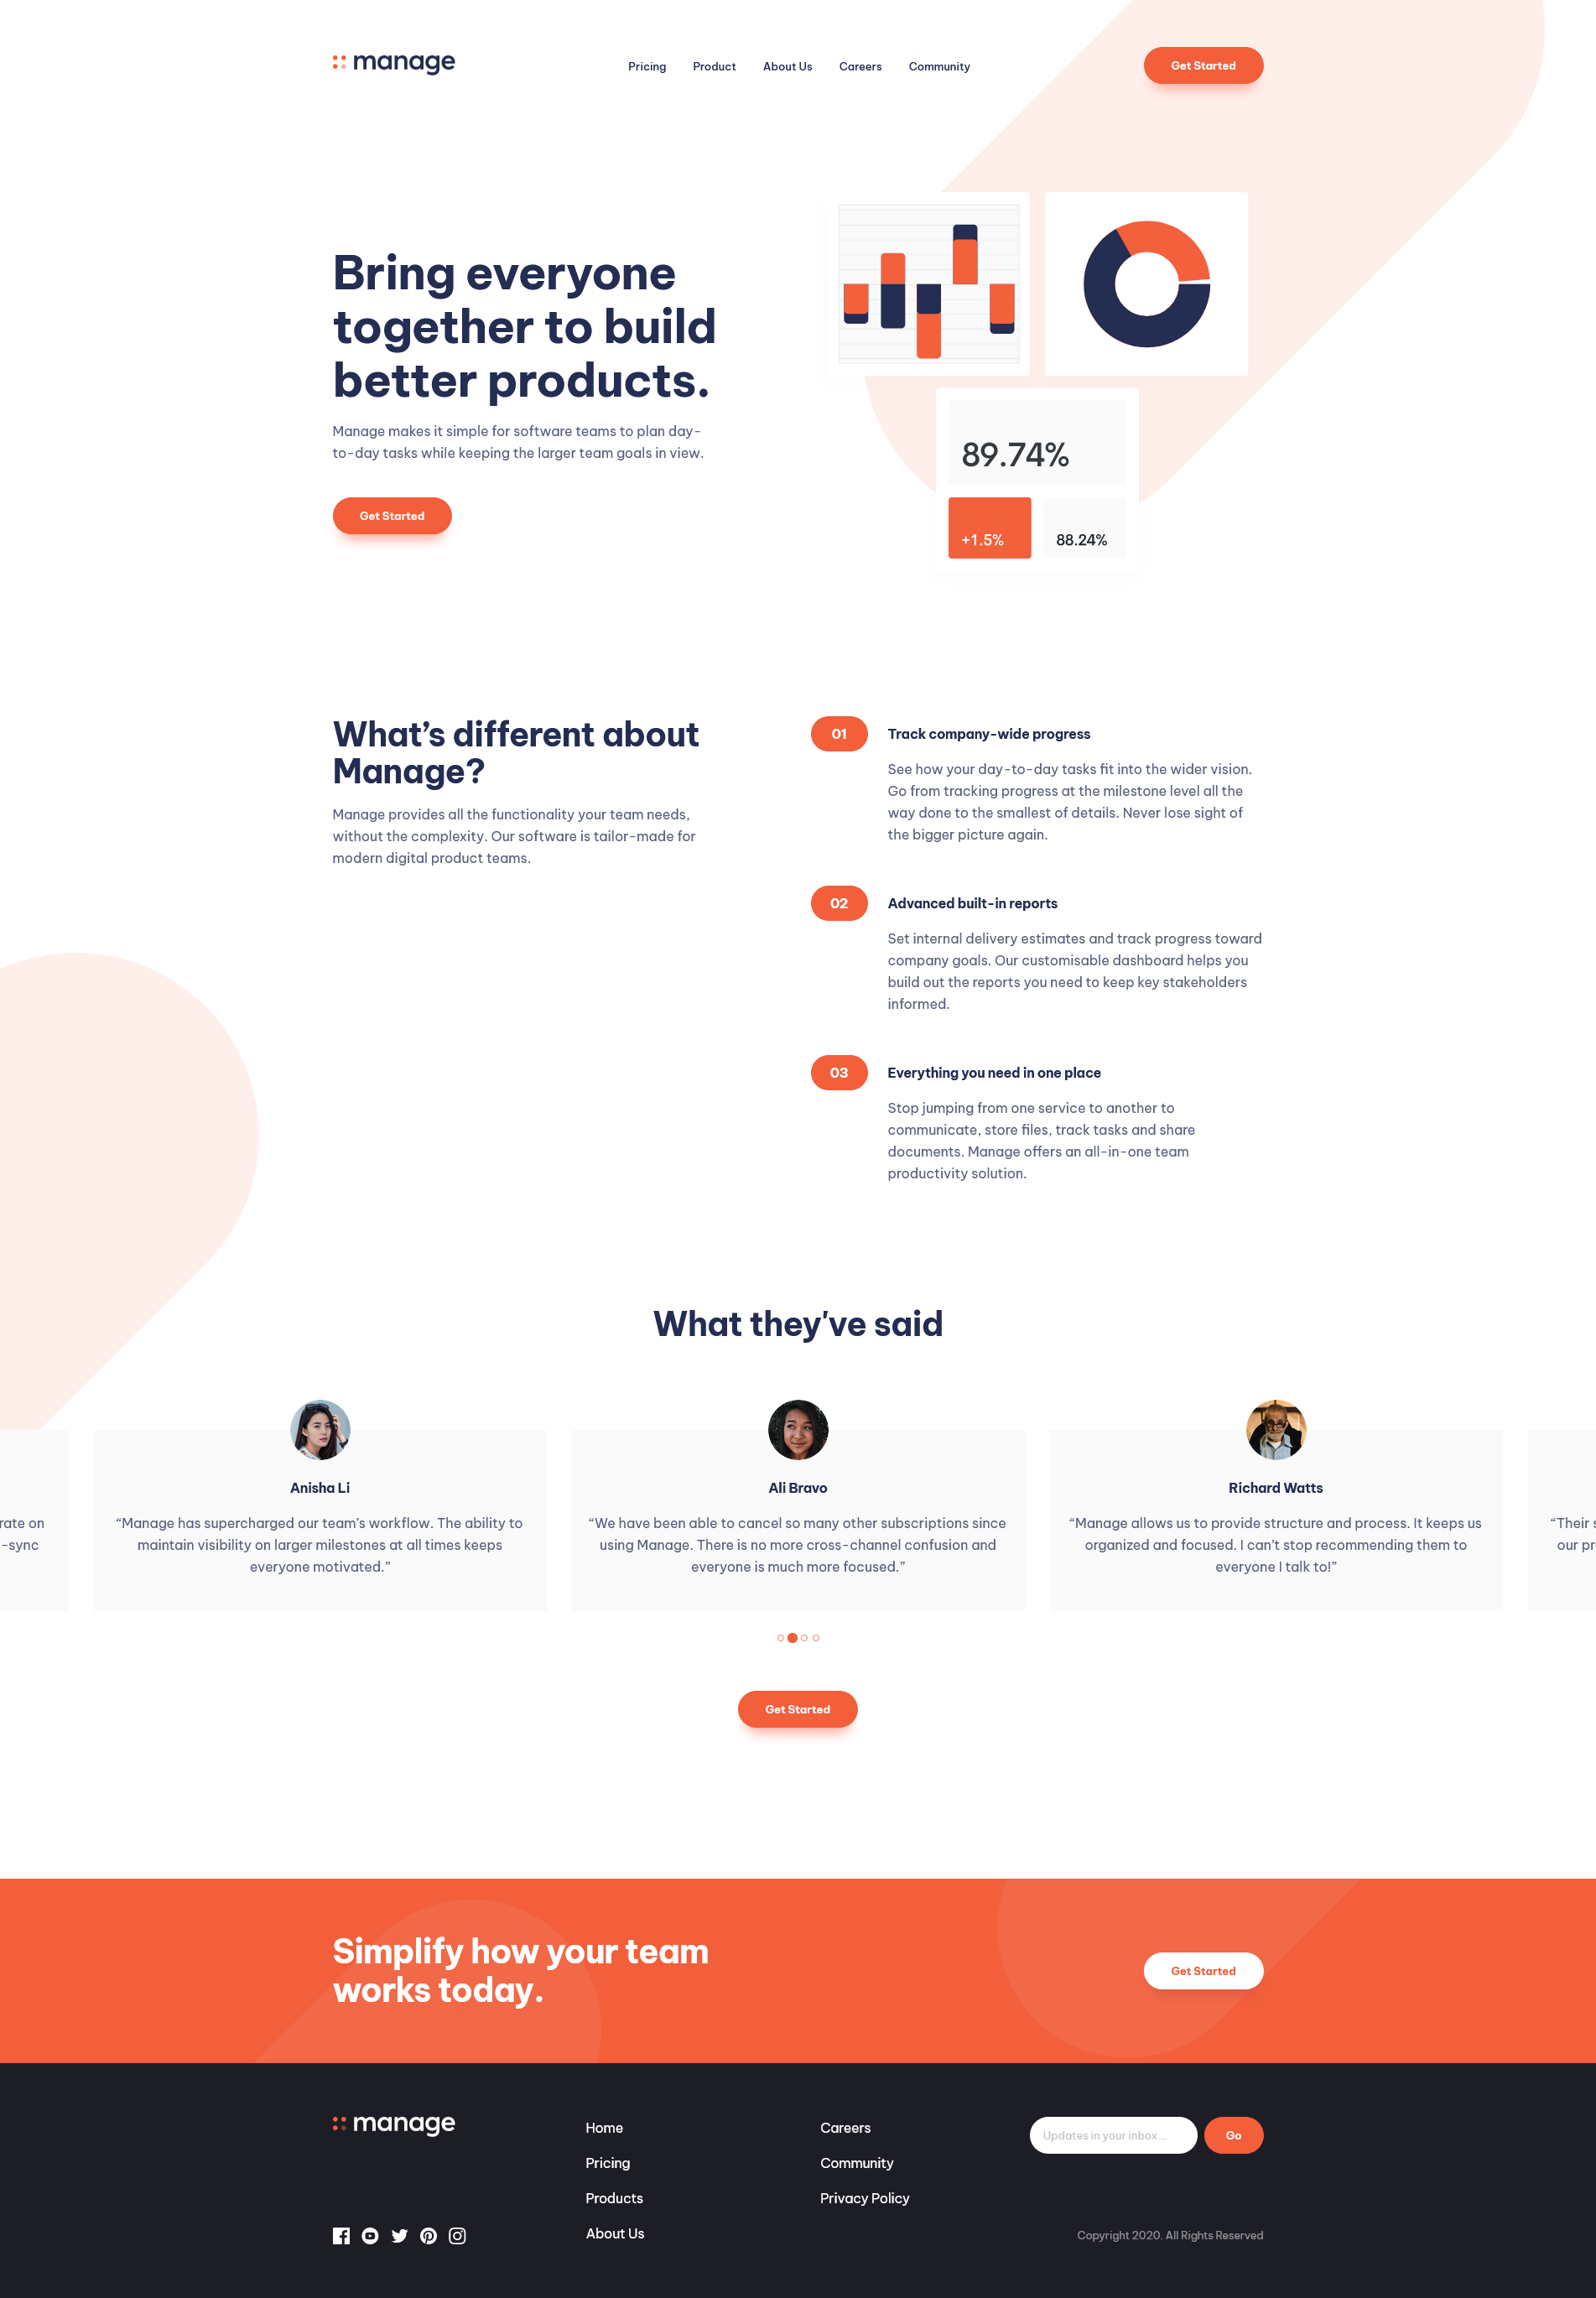 manage
Pricing
Product
About Us
Careers
Community
Get Started
Bring everyone
together to build
better products.
Manage makes it simple for software teams to plan day-
to-day tasks while keeping the larger team goals in view.
Get Started
89.74%
+1.5%
88.24%
What’s different about
Manage?
Manage provides all the functionality your team needs,
without the complexity. Our software is tailor-made for
modern digital product teams.
01
Track company-wide progress
See how your day-to-day tasks fit into the wider vision.
Go from tracking progress at the milestone level all the
way done to the smallest of details. Never lose sight of
the bigger picture again.
02
Advanced built-in reports
Set internal delivery estimates and track progress toward
company goals. Our customisable dashboard helps you
build out the reports you need to keep key stakeholders
informed.
03
Everything you need in one place
Stop jumping from one service to another to
communicate, store files, track tasks and share
documents. Manage offers an all-in-one team
productivity solution.
What they've said
rate on
-sync
Anisha Li
“Manage has supercharged our team’s workflow. The ability to
maintain visibility on larger milestones at all times keeps
everyone motivated.”
Ali Bravo
“We have been able to cancel so many other subscriptions since
using Manage. There is no more cross-channel confusion and
everyone is much more focused.”
Richard Watts
“Manage allows us to provide structure and process. It keeps us
organized and focused. I can’t stop recommending them to
everyone I talk to!”
“Their s
our pr
Get Started
Simplify how your team
works today.
Get Started
manage
Home
Pricing
Products
About Us
Careers
Community
Privacy Policy
Updates in your inbox...
Go
Copyright 2020. All Rights Reserved